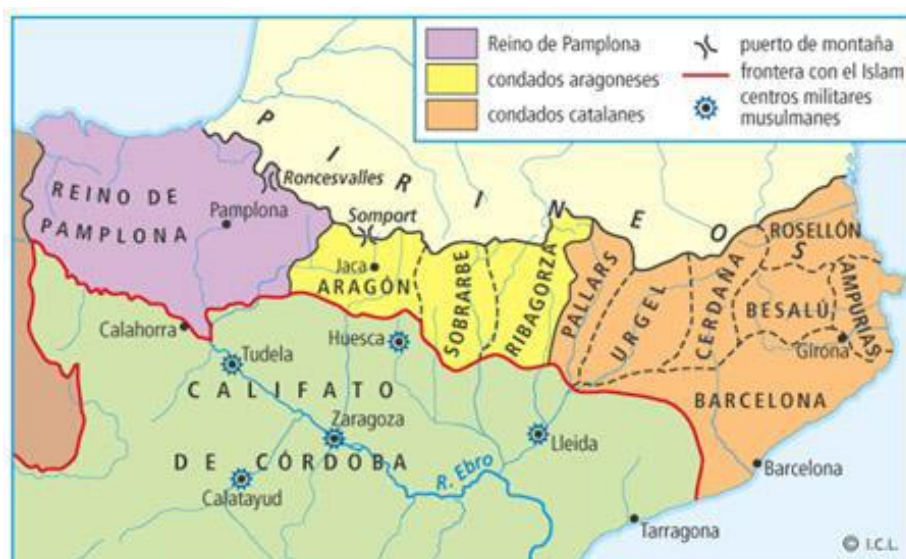 Reino de Pamplona
condados aragoneses
condados catalanes
puerto de montaña
frontera con el Islam
centros militares
musulmanes
PIRINEOS
Roncesvalles
REINO DE
PAMPLONA
Pamplona
Somport
Jaca
ARAGÓN
SOBRARBE
RIBAGORZA
PALLARS
URGEL
CERDAÑA
ROSELLÓN
BESALÚ
AMPURIAS
Girona
BARCELONA
Barcelona
Calahorra
Tudela
Huesca
CALIFATO
DE CÓRDOBA
Zaragoza
Calatayud
R. Ebro
Lleida
Tarragona
© I.C.L.